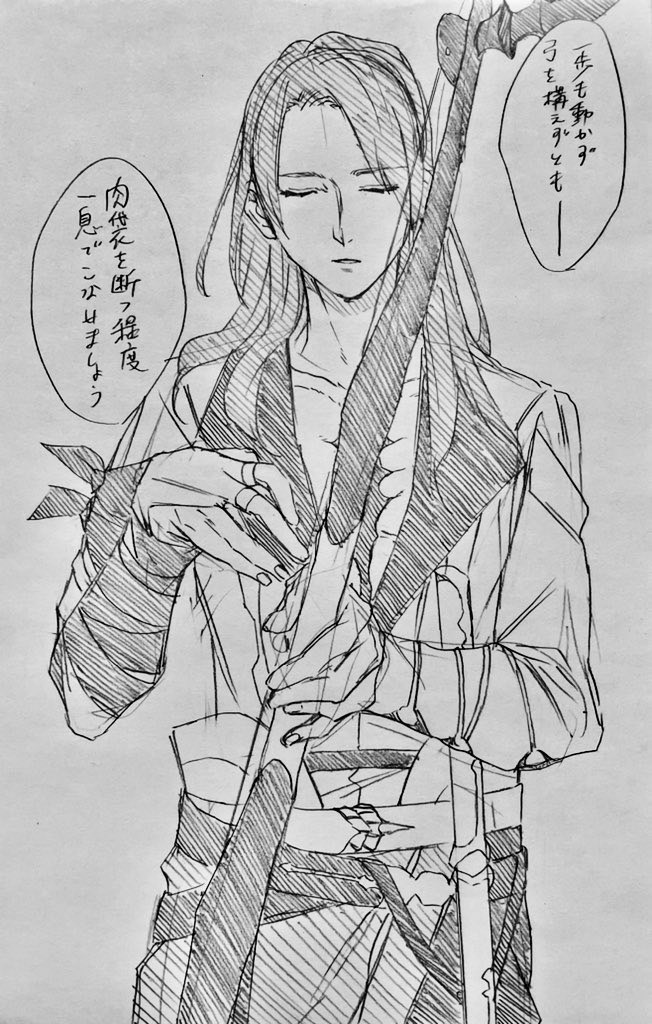 一歩も動かず
弓を構えずとも―
肉袋を断つ程度
一息でこなせましょう